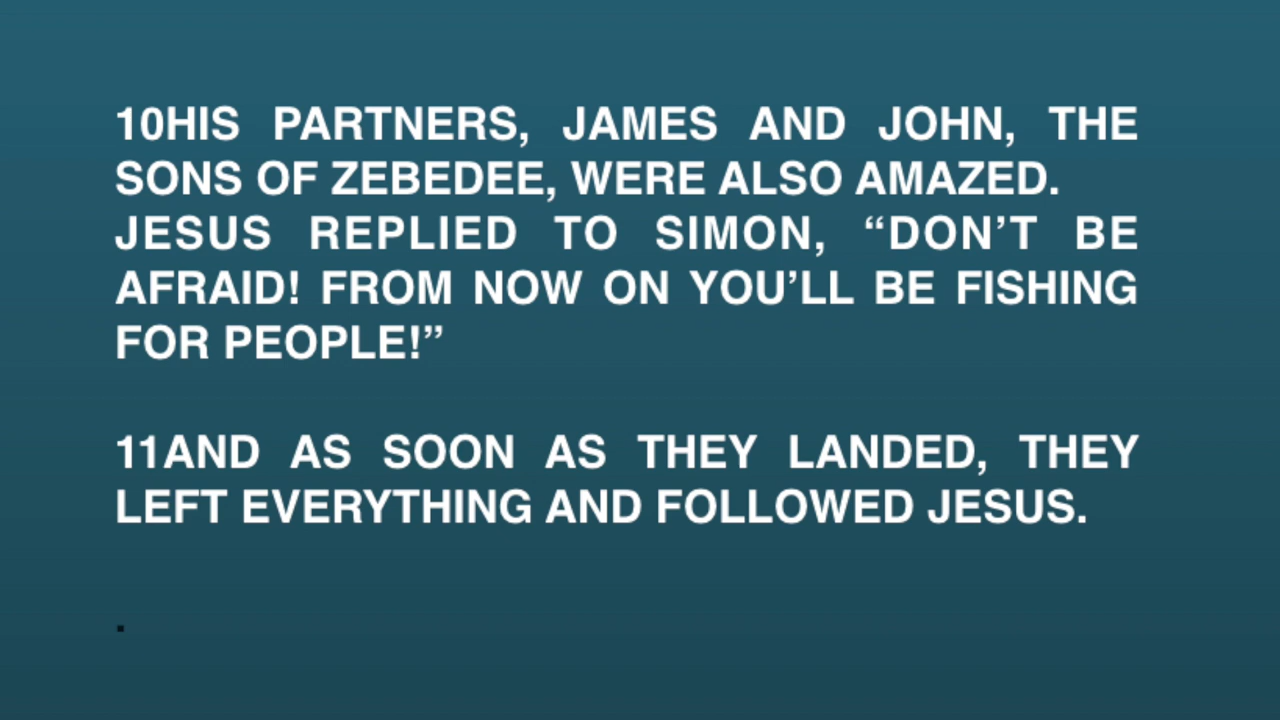 10HIS PARTNERS, JAMES AND JOHN, THE
SONS OF ZEBEDEE, WERE ALSO AMAZED.
JESUS REPLIED TO SIMON, “DON’T BE
AFRAID! FROM NOW ON YOU’LL BE FISHING
FOR PEOPLE!”
11AND AS SOON AS THEY LANDED, THEY
LEFT EVERYTHING AND FOLLOWED JESUS.
.